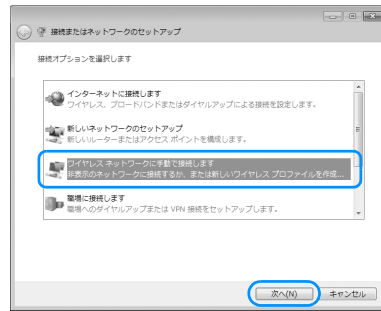 接続またはネットワークのセットアップ
接続オプションを選択します
インターネットに接続します
ワイヤレス、ブロードバンドまたはダイヤルアップによる接続を設定します。
新しいネットワークのセットアップ
新しいルーターまたはアクセス ポイントを構成します。
ワイヤレス ネットワークに手動で接続します
非表示のネットワークに接続するか、または新しいワイヤレス プロファイルを作成...
職場に接続します
職場へのダイヤルアップまたは VPN 接続をセットアップします。
次へ(N) キャンセル